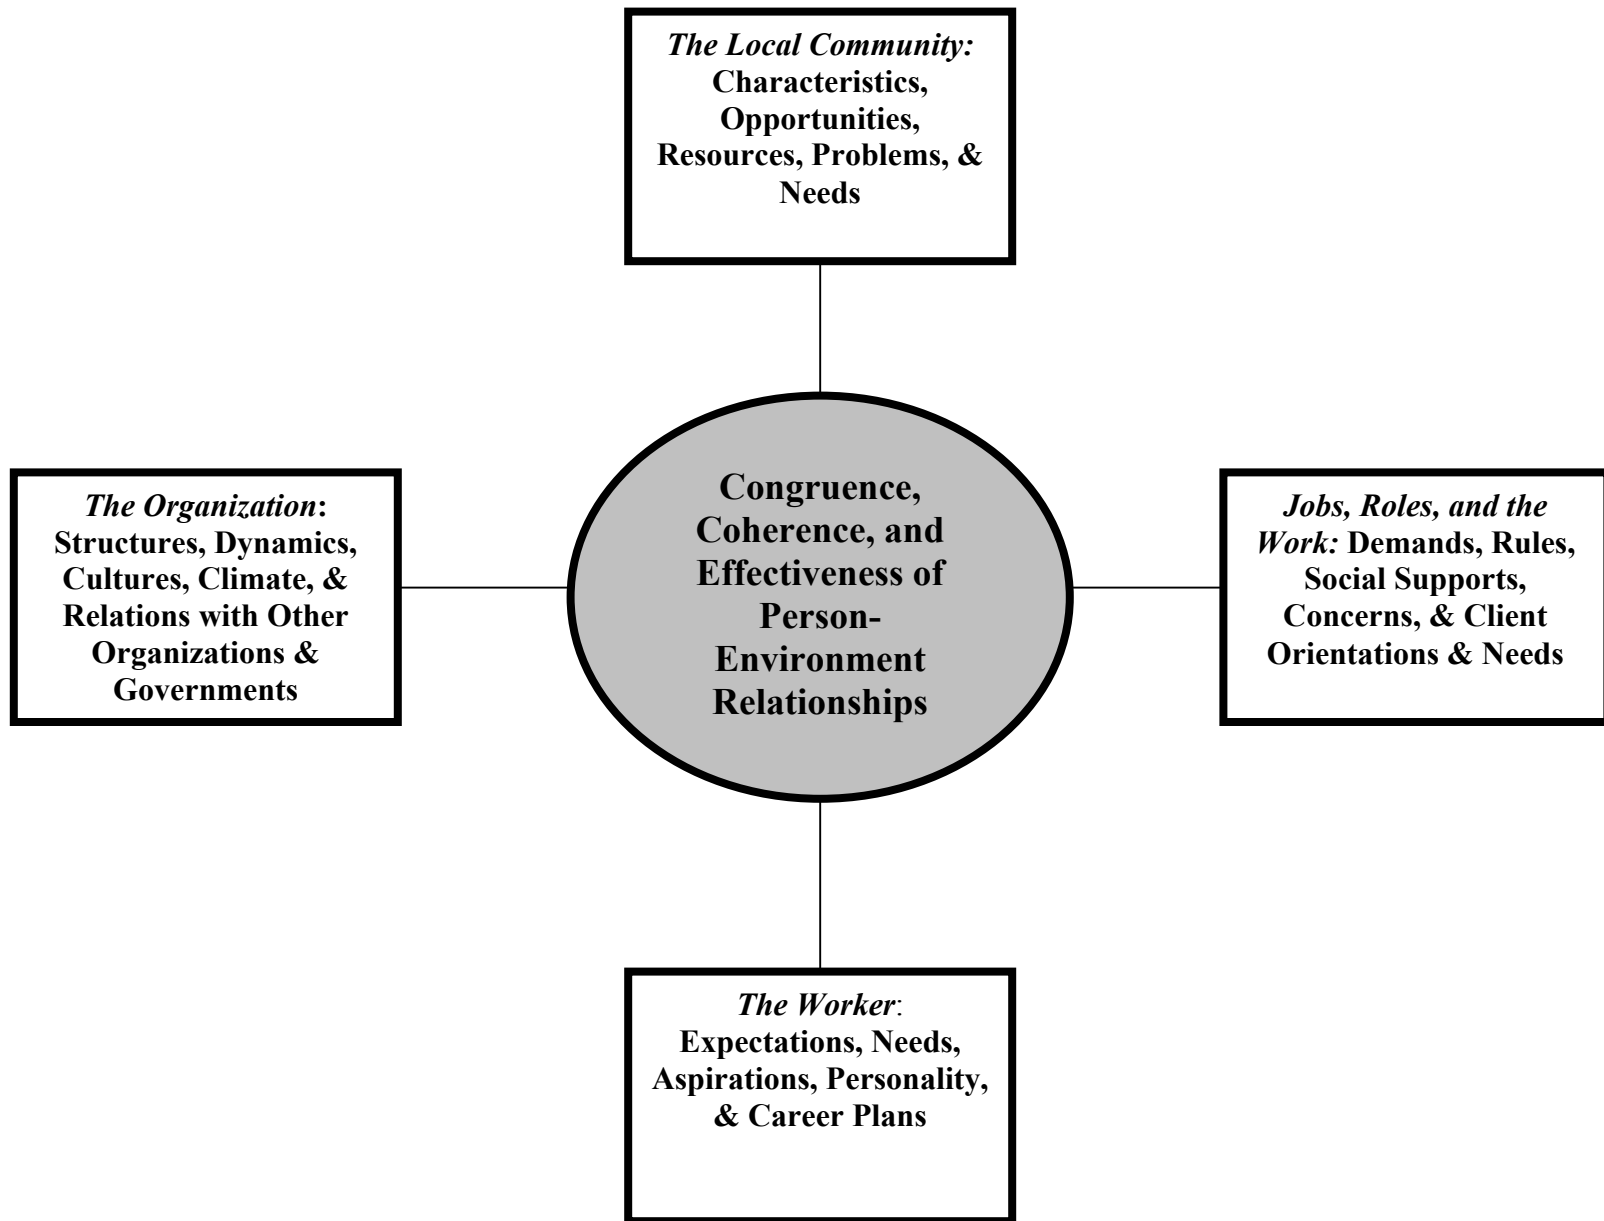 The Local Community:
Characteristics,
Opportunities,
Resources, Problems, &
Needs
The Organization:
Structures, Dynamics,
Cultures, Climate, &
Relations with Other
Organizations &
Governments
Congruence,
Coherence, and
Effectiveness of
Person-
Environment
Relationships
Jobs, Roles, and the
Work: Demands, Rules,
Social Supports,
Concerns, & Client
Orientations & Needs
The Worker:
Expectations, Needs,
Aspirations, Personality,
& Career Plans